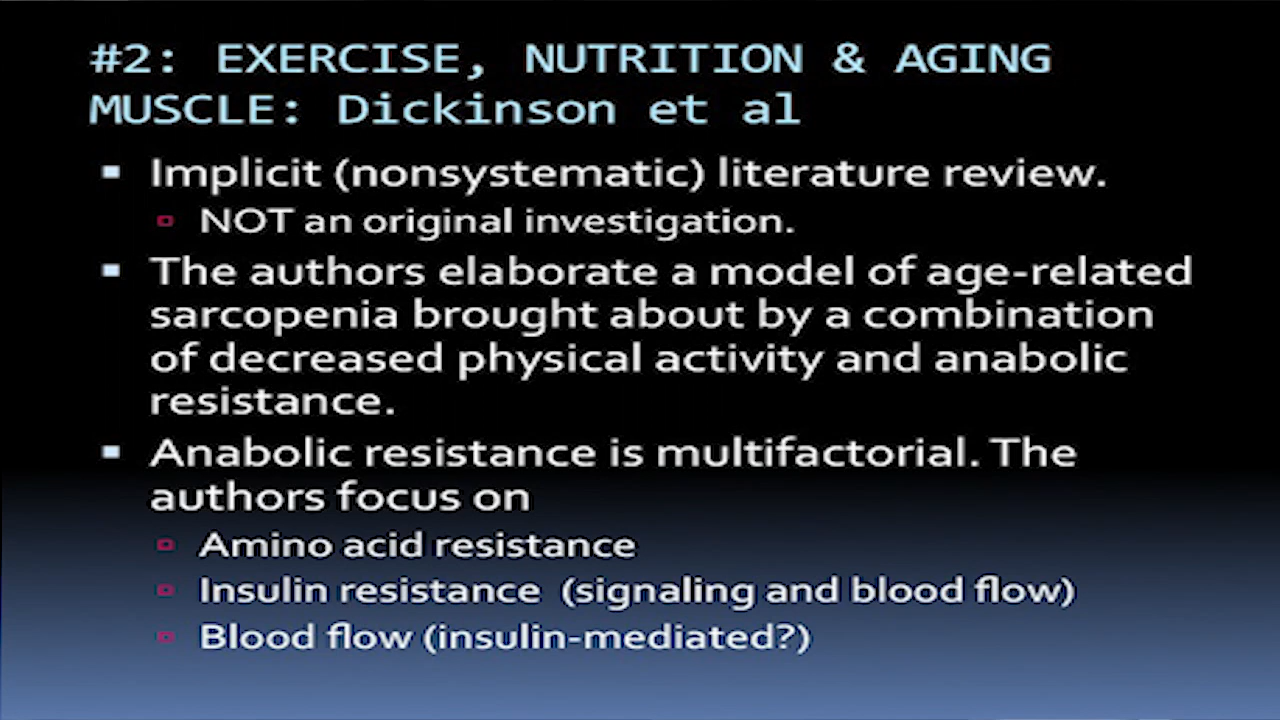 #2: EXERCISE, NUTRITION & AGING
MUSCLE: Dickinson et al
Implicit (nonsystematic) literature review.
NOT an original investigation.
The authors elaborate a model of age-related
sarcopenia brought about by a combination
of decreased physical activity and anabolic
resistance.
Anabolic resistance is multifactorial. The
authors focus on
Amino acid resistance
Insulin resistance (signaling and blood flow)
Blood flow (insulin-mediated?)